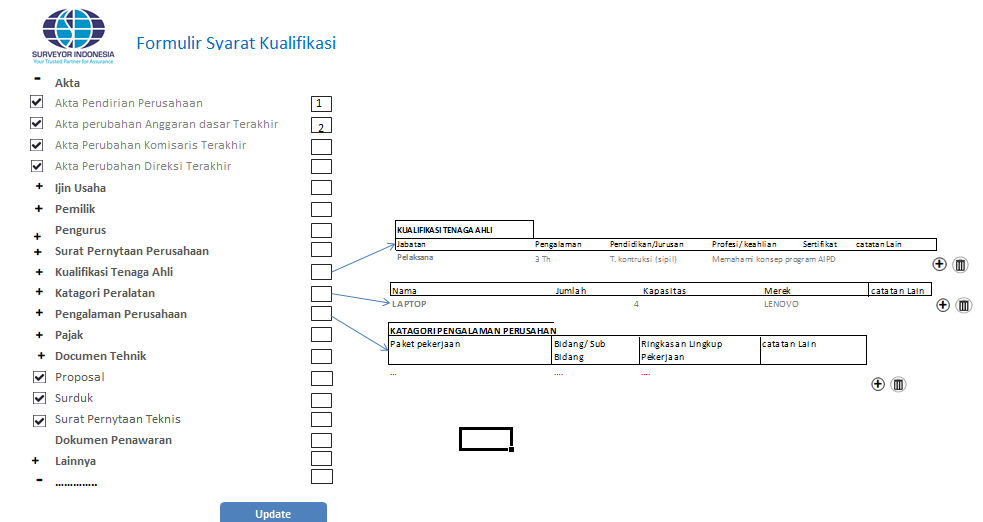 SURVEYOR INDONESIA
Your Trusted Partner for Assurance
Formulir Svarat Kualifikasi
- Akta
Akta Pendirian Perusahaan 1
Akta perubahan Anggaran dasar Terakhir 2
Akta Perubahan Komisaris Terakhir
Akta Perubahan Direksi Terakhir
+ Ijin Usaha
+ Pemilik
+ Pengurus
+ Surat Pernytaan Perusahaan
+ Kualifikasi Tenaga Ahli
+ Katagori Peralatan
+ Pengalaman Perusahaan
+ Pajak
+ Documen Tehnik
Proposal
Surduk
Surat Pernytaan Teknis
Dokumen Penawaran
+ Lainnya
- ..............
Update
KUALIFIKASI TENAGA AHLI
Jabatan Pengalaman Pendidikan/Jurusan Profesi/keahlian Sertifikat catatan Lain
Pelaksana 3 Th T. kontruksi (sipil) Memahami konsep program AIPD
Nama Jumlah Kapasitas Merek catatan Lain
LAPTOP 4 LENOVO
KATAGORI PENGALAMAN PERUSAHAN
Paket pekerjaan Bidang/Sub Ringkasan Lingkup catatan Lain
Bidang Pekerjaan
... .... ....